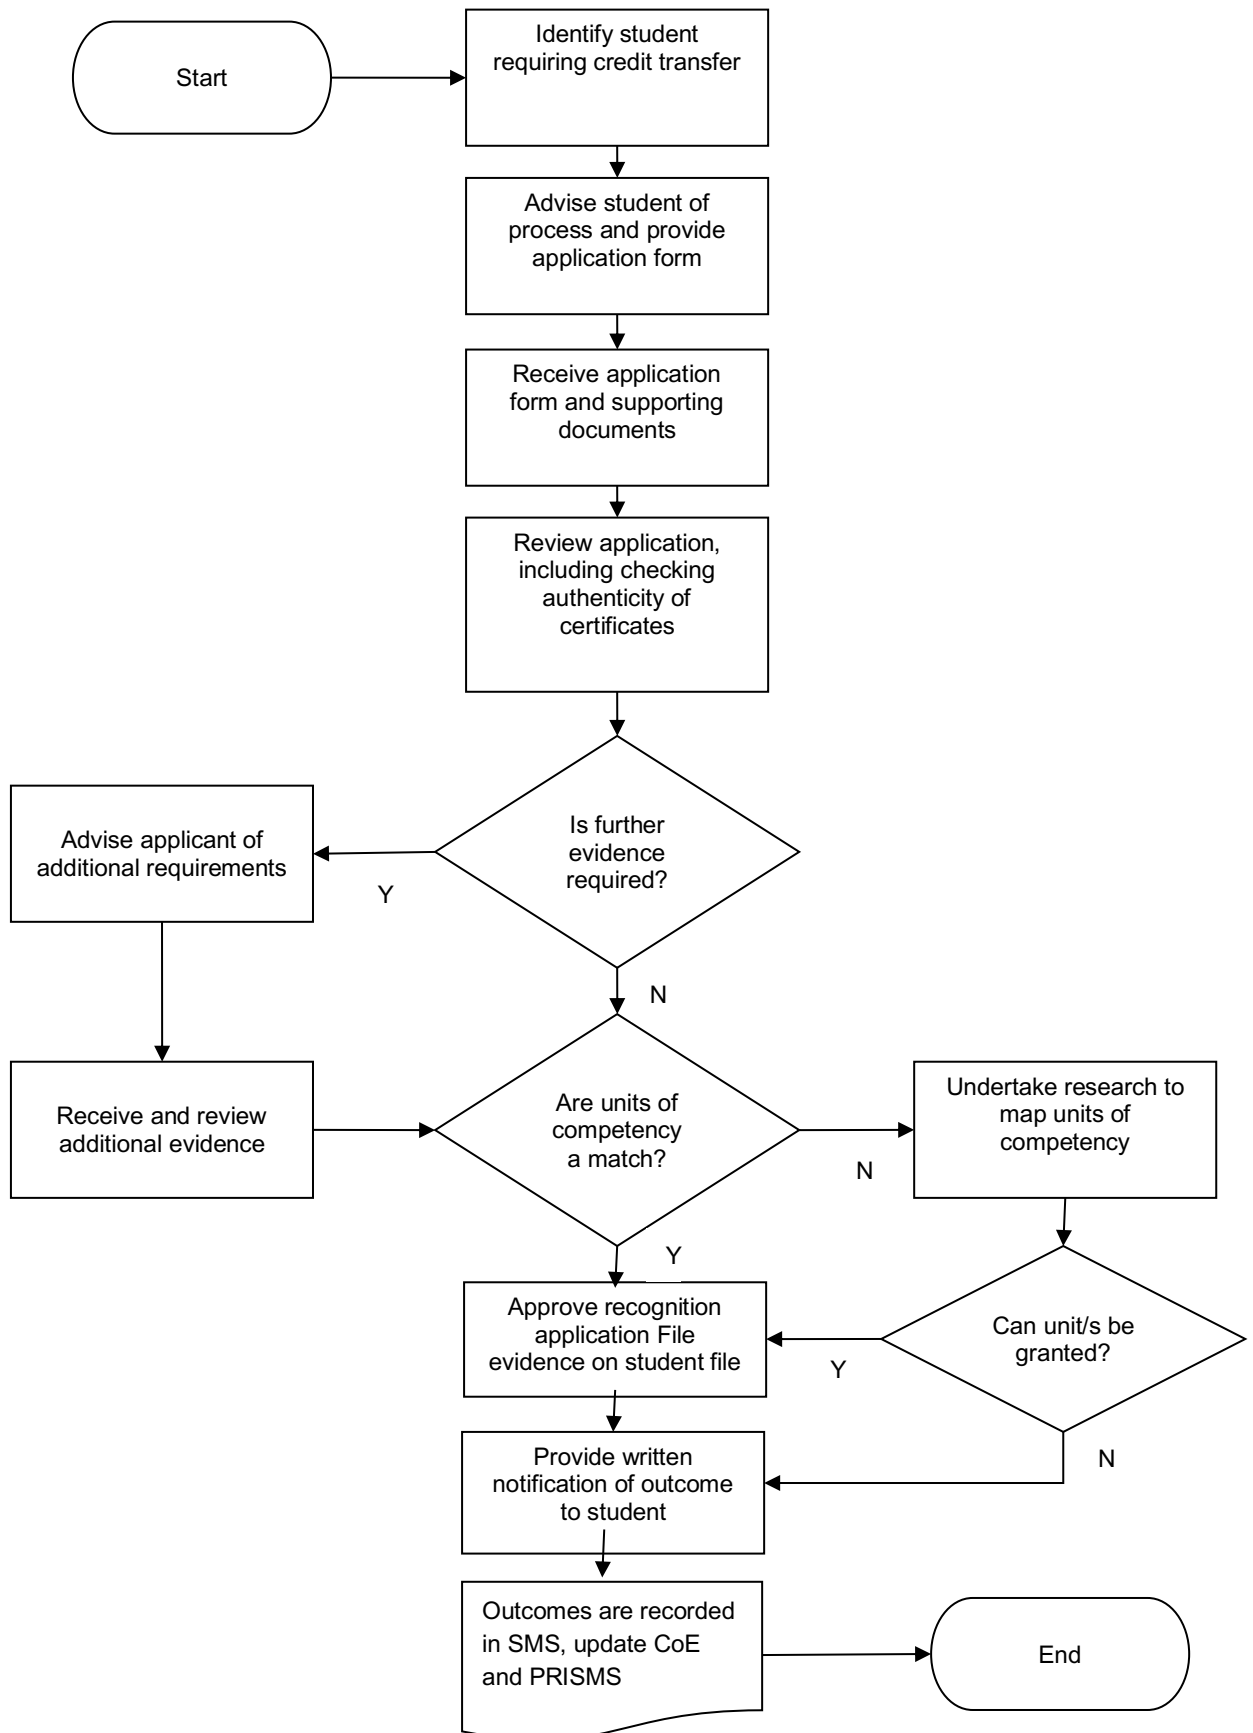 Start
Identify student
requiring credit transfer
Advise student of
process and provide
application form
Receive application
form and supporting
documents
Review application,
including checking
authenticity of
certificates
Is further
evidence
required?
Y
Advise applicant of
additional requirements
N
Receive and review
additional evidence
Are units of
competency
a match?
N
Undertake research to
map units of
competency
Y
Approve recognition
application File
evidence on student file
Y
Can unit/s be
granted?
N
Provide written
notification of outcome
to student
Outcomes are recorded
in SMS, update CoE
and PRISMS
End